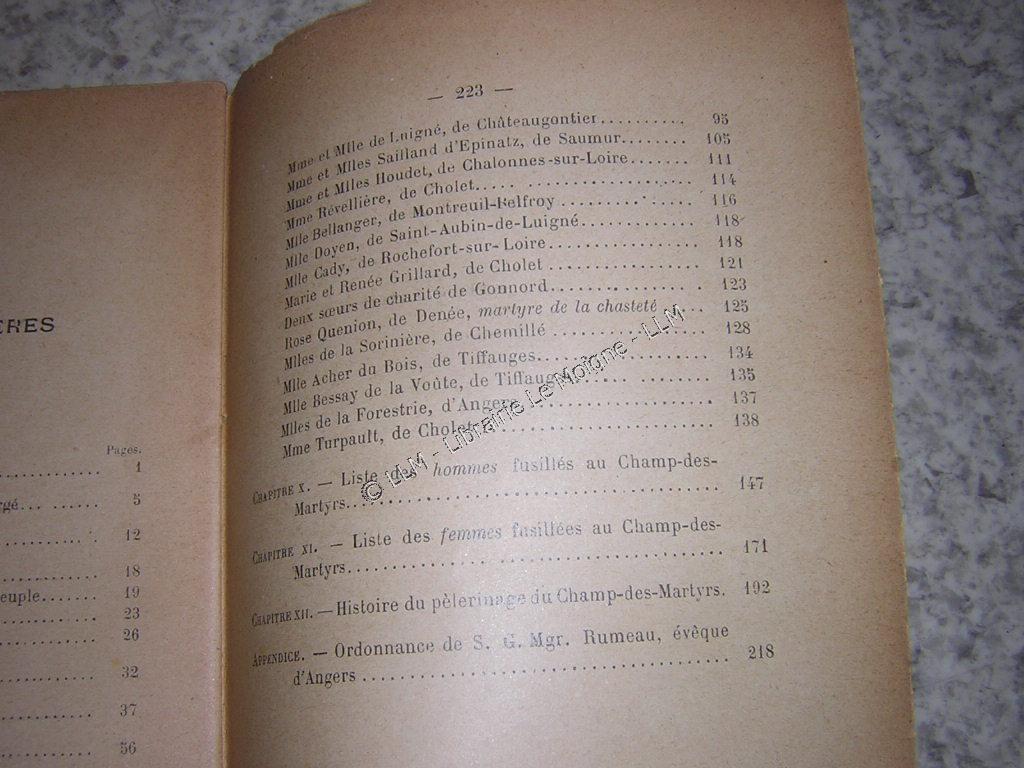 ÈRES
Pages.
1
rgé... ....... 5
12
18
euple....... 19
23
26
32
37
56
— 223 —
Mme et Mlle de Luigné, de Châteaugontier.......... 95
Mme et Mlles Sailland d'Epinatz, de Saumur........ 105
Mme et Mlles Houdet, de Chalonnes-sur-Loire....... 111
Mme Révellière, de Cholet..... ................. 114
Mlle Bellanger, de Montreuil-Belfroy .............. 116
Mlle Doyen, de Saint-Aubin-de-Luigné............ 118
Mlle Cady, de Rochefort-sur-Loire................ 118
Marie et Renée Grillard, de Cholet ................ 121
Deux sœurs de charité de Gonnord................ 123
Rose Quenion, de Denée, martyre de la chasteté ..... 125
Mlles de la Sorinière, de Chemillé ................ 128
Mlle Acher du Bois, de Tiffauges.................. 134
Mlle Bessay de la Voûte, de Tiffauges..... ........ 135
Mlles de la Forestrie, d'Angers .................. 137
Mme Turpault, de Cholet........................ 138
CHAPITRE X. — Liste des hommes fusillés au Champ-des-
Martyrs....................................... 147
CHAPITRE XI. — Liste des femmes fusillées au Champ-des-
Martyrs....................................... 171
CHAPITRE XII. — Histoire du pèlerinage du Champ-des-Martyrs. 192
APPENDICE. — Ordonnance de S. G. Mgr. Rumeau, évêque
d'Angers ..................................... 218
© LLM - Librairie Le Moigne - LLM